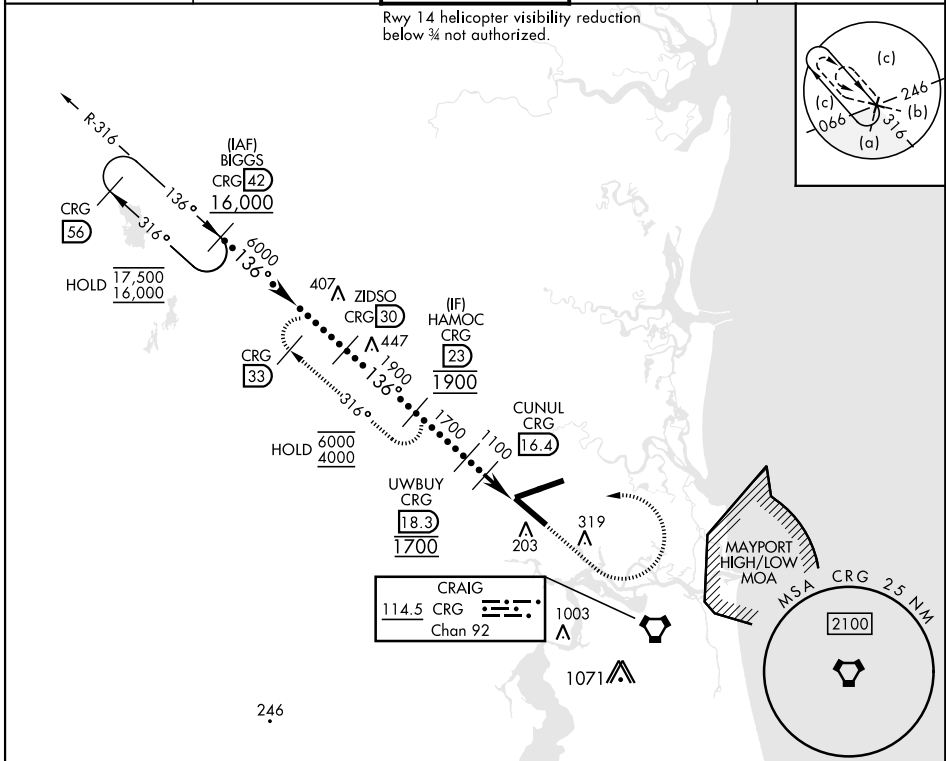 Rwy 14 helicopter visibility reduction
below ¾ not authorized.
(c)
246
(c)
(b)
066
316
(a)
R-316
(IAF)
BIGGS
CRG 42
16,000
136°
316°
CRG
56
HOLD 17,500
16,000
6000
136°
407
ZIDSO
CRG 30
447
(IF)
HAMOC
CRG
23
1900
1900
136°
CRG
33
316°
HOLD 6000
4000
1700
1100
CUNUL
CRG
16.4
UWBUY
CRG
18.3
1700
203
319
MAYPORT
HIGH/LOW
MOA
CRAIG
114.5 CRG
Chan 92
1003
1071
246
MSA CRG 25 NM
2100